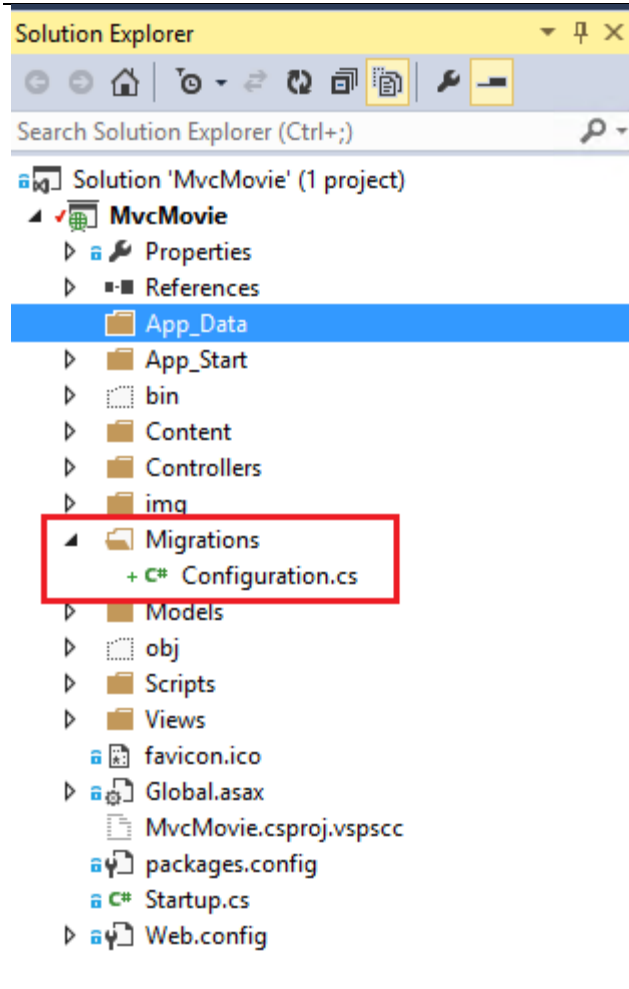 Solution Explorer
Search Solution Explorer (Ctrl+;)
Solution 'MvcMovie' (1 project)
MvcMovie
Properties
References
App_Data
App_Start
bin
Content
Controllers
img
Migrations
+ C# Configuration.cs
Models
obj
Scripts
Views
favicon.ico
Global.asax
MvcMovie.csproj.vspscc
packages.config
C# Startup.cs
Web.config